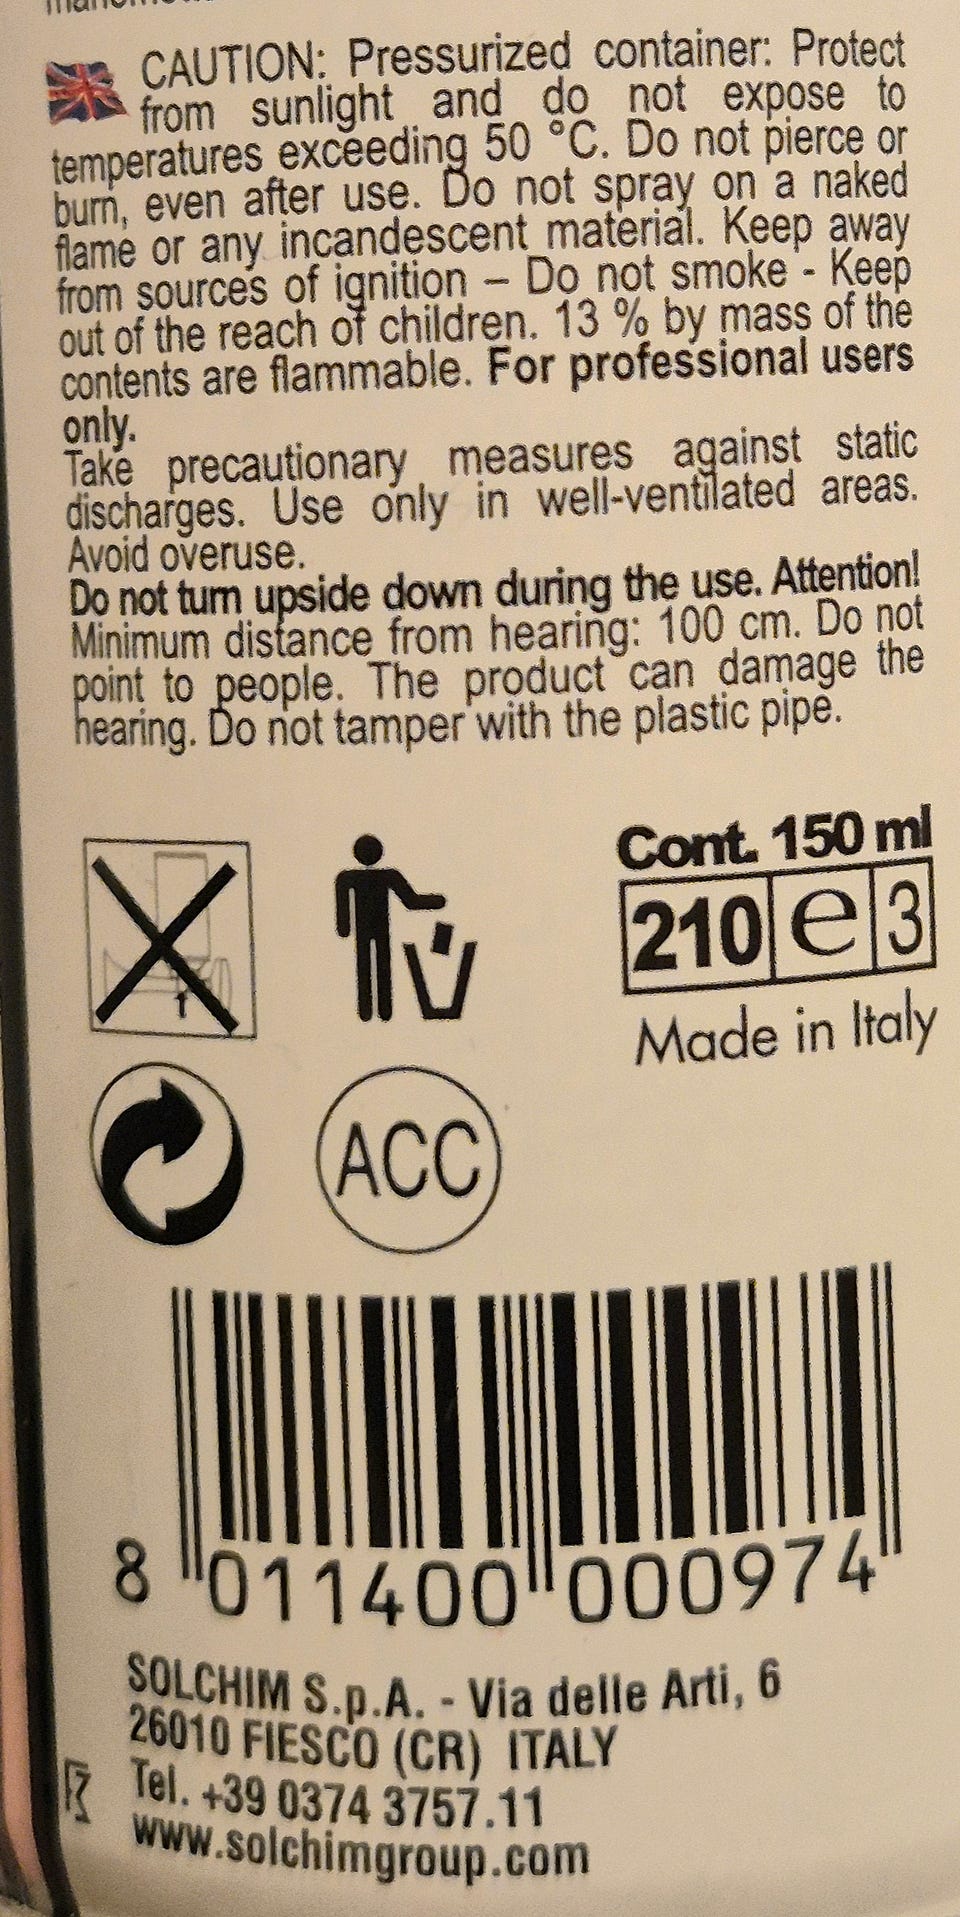 CAUTION: Pressurized container: Protect
from sunlight and do not expose to
temperatures exceeding 50 °C. Do not pierce or
burn, even after use. Do not spray on a naked
flame or any incandescent material. Keep away
from sources of ignition – Do not smoke - Keep
out of the reach of children. 13 % by mass of the
contents are flammable. For professional users
only.
Take precautionary measures against static
discharges. Use only in well-ventilated areas.
Avoid overuse.
Do not turn upside down during the use. Attention!
Minimum distance from hearing: 100 cm. Do not
point to people. The product can damage the
hearing. Do not tamper with the plastic pipe.
Cont. 150 ml
210 e 3
Made in Italy
ACC
8 011400 000974
SOLCHIM S.p.A. - Via delle Arti, 6
26010 FIESCO (CR) ITALY
Tel. +39 0374 3757.11
www.solchimgroup.com